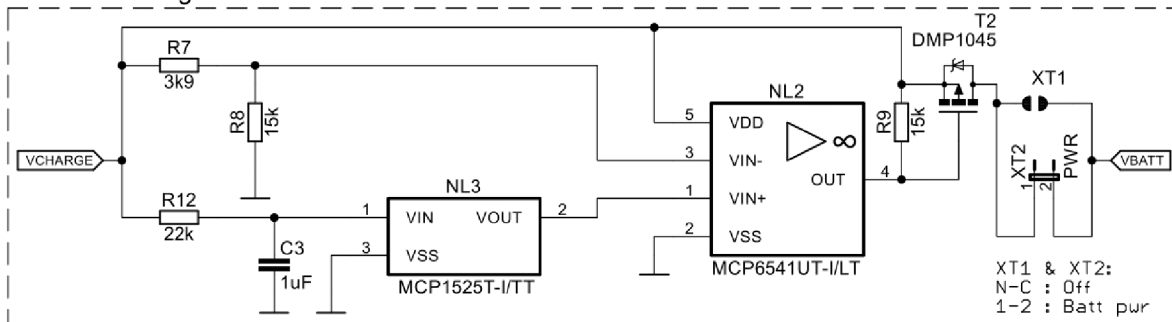 T2
DMP1045
R7
3k9
XT1
NL2
R8
15k
5
VDD
R9
15k
VCHARGE
3
VIN-
∞
XT2
1
2
PWR
VBATT
NL3
OUT
4
R12
22k
1
VIN
VOUT
2
1
VIN+
3
VSS
2
VSS
C3
1uF
MCP1525T-I/TT
MCP6541UT-I/LT
XT1 & XT2:
N-C : Off
1-2 : Batt pwr